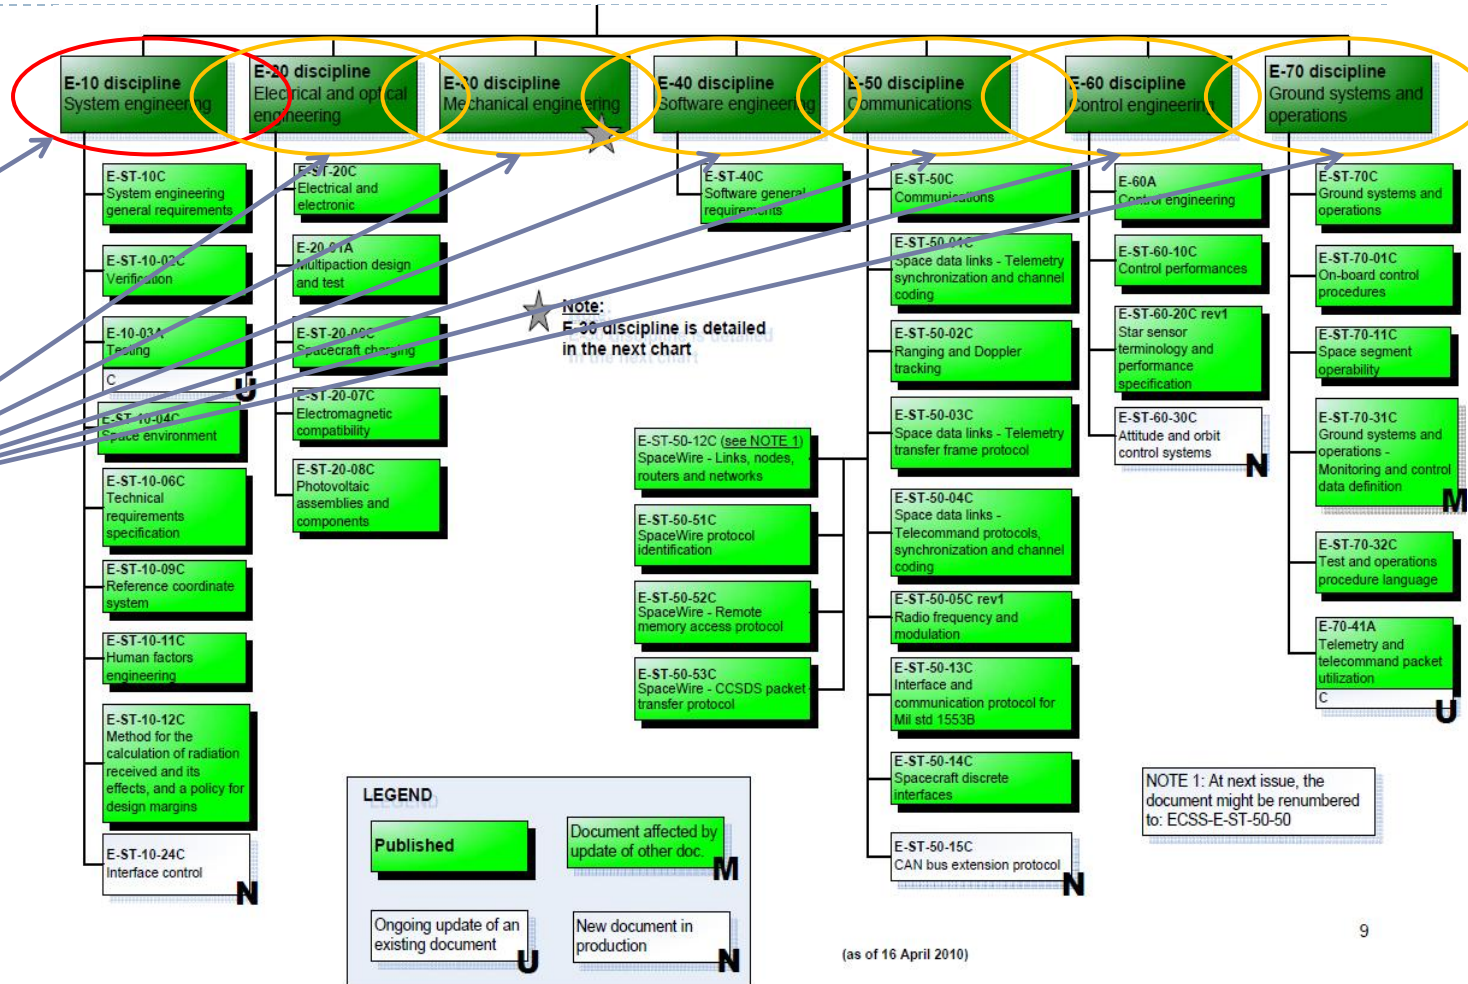 E-10 discipline
System engineering
E-20 discipline
Electrical and optical
engineering
E-30 discipline
Mechanical engineering
E-40 discipline
Software engineering
E-50 discipline
Communications
E-60 discipline
Control engineering
E-70 discipline
Ground systems and
operations
E-ST-10C
System engineering
general requirements
E-ST-10-02C
Verification
E-10-03A
Testing
C
U
E-ST-10-04C
Space environment
E-ST-10-06C
Technical
requirements
specification
E-ST-10-09C
Reference coordinate
system
E-ST-10-11C
Human factors
engineering
E-ST-10-12C
Method for the
calculation of radiation
received and its
effects, and a policy for
design margins
E-ST-10-24C
Interface control
N
E-ST-20C
Electrical and
electronic
E-20-01A
Multipaction design
and test
E-ST-20-06C
Spacecraft charging
E-ST-20-07C
Electromagnetic
compatibility
E-ST-20-08C
Photovoltaic
assemblies and
components
Note:
E-30 discipline is detailed
in the next chart
E-ST-40C
Software general
requirements
E-ST-50-12C (see NOTE 1)
SpaceWire - Links, nodes,
routers and networks
E-ST-50-51C
SpaceWire protocol
identification
E-ST-50-52C
SpaceWire - Remote
memory access protocol
E-ST-50-53C
SpaceWire - CCSDS packet
transfer protocol
E-ST-50C
Communications
E-ST-50-01C
Space data links - Telemetry
synchronization and channel
coding
E-ST-50-02C
Ranging and Doppler
tracking
E-ST-50-03C
Space data links - Telemetry
transfer frame protocol
E-ST-50-04C
Space data links -
Telecommand protocols,
synchronization and channel
coding
E-ST-50-05C rev1
Radio frequency and
modulation
E-ST-50-13C
Interface and
communication protocol for
Mil std 1553B
E-ST-50-14C
Spacecraft discrete
interfaces
E-ST-50-15C
CAN bus extension protocol
N
E-60A
Control engineering
E-ST-60-10C
Control performances
E-ST-60-20C rev1
Star sensor
terminology and
performance
specification
E-ST-60-30C
Attitude and orbit
control systems
N
E-ST-70C
Ground systems and
operations
E-ST-70-01C
On-board control
procedures
E-ST-70-11C
Space segment
operability
E-ST-70-31C
Ground systems and
operations -
Monitoring and control
data definition
M
E-ST-70-32C
Test and operations
procedure language
E-70-41A
Telemetry and
telecommand packet
utilization
C
U
LEGEND
Published
Document affected by
update of other doc.
M
Ongoing update of an
existing document
U
New document in
production
N
NOTE 1: At next issue, the
document might be renumbered
to: ECSS-E-ST-50-50
(as of 16 April 2010)
9